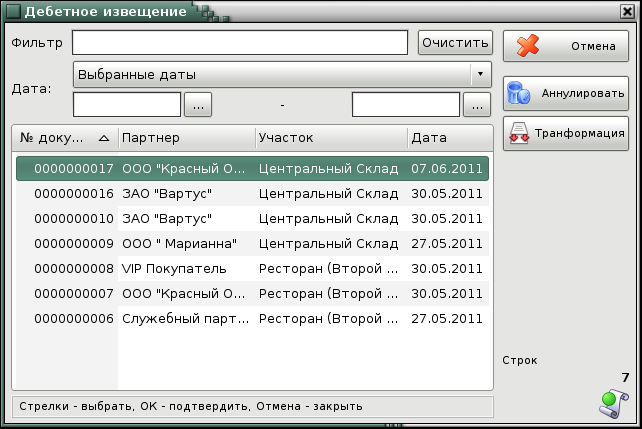 Дебетное извещение
Фильтр Очистить Отмена
Дата: Выбранные даты
... - ... Аннулировать
Транформация
№ доку... Партнер Участок Дата
0000000017 ООО "Красный О... Центральный Склад 07.06.2011
0000000016 ЗАО "Вартус" Центральный Склад 30.05.2011
0000000010 ЗАО "Вартус" Центральный Склад 30.05.2011
0000000009 ООО " Марианна" Центральный Склад 27.05.2011
0000000008 VIP Покупатель Ресторан (Второй ... 30.05.2011
0000000007 ООО "Красный О... Ресторан (Второй ... 30.05.2011
0000000006 Служебный парт... Ресторан (Второй ... 27.05.2011
Строк
7
Стрелки - выбрать, ОК - подтвердить, Отмена - закрыть